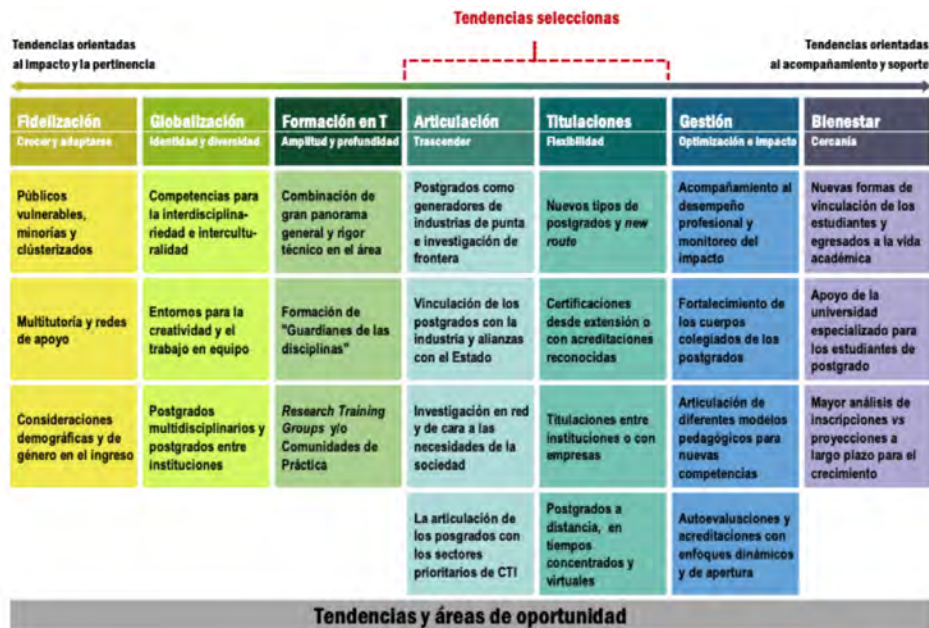 Tendencias seleccionas
Tendencias orientadas
al impacto y la pertinencia
Tendencias orientadas
al acompañamiento y soporte
Fidelización
Crecer y adaptarse
Globalización
Identidad y diversidad
Formación en T
Amplitud y profundidad
Articulación
Trascender
Titulaciones
Flexibilidad
Gestión
Optimización e impacto
Bienestar
Cercanía
Públicos
vulnerables,
minorías y
clústerizados
Competencias para
la interdisciplina-
riedad e intercultu-
ralidad
Combinación de
gran panorama
general y rigor
técnico en el área
Postgrados como
generadores de
industrias de punta
e investigación de
frontera
Nuevos tipos de
postgrados y new
route
Acompañamiento al
desempeño
profesional y
monitoreo del
impacto
Nuevas formas de
vinculación de los
estudiantes y
egresados a la vida
académica
Multitutoría y redes
de apoyo
Entornos para la
creatividad y el
trabajo en equipo
Formación de
"Guardianes de las
disciplinas"
Vinculación de los
postgrados con la
industria y alianzas
con el Estado
Certificaciones
desde extensión o
con acreditaciones
reconocidas
Fortalecimiento de
los cuerpos
colegiados de los
postgrados
Apoyo de la
universidad
especializado para
los estudiantes de
postgrado
Consideraciones
demográficas y de
género en el ingreso
Postgrados
multidisciplinarios y
postgrados entre
instituciones
Research Training
Groups y/o
Comunidades de
Práctica
Investigación en red
y de cara a las
necesidades de la
sociedad
Titulaciones entre
instituciones o con
empresas
Articulación de
diferentes modelos
pedagógicos para
nuevas
competencias
Mayor análisis de
inscripciones vs
proyecciones a
largo plazo para el
crecimiento
La articulación de
los posgrados con
los sectores
prioritarios de CTI
Postgrados a
distancia, en
tiempos
concentrados y
virtuales
Autoevaluaciones y
acreditaciones con
enfoques dinámicos
y de apertura
Tendencias y áreas de oportunidad